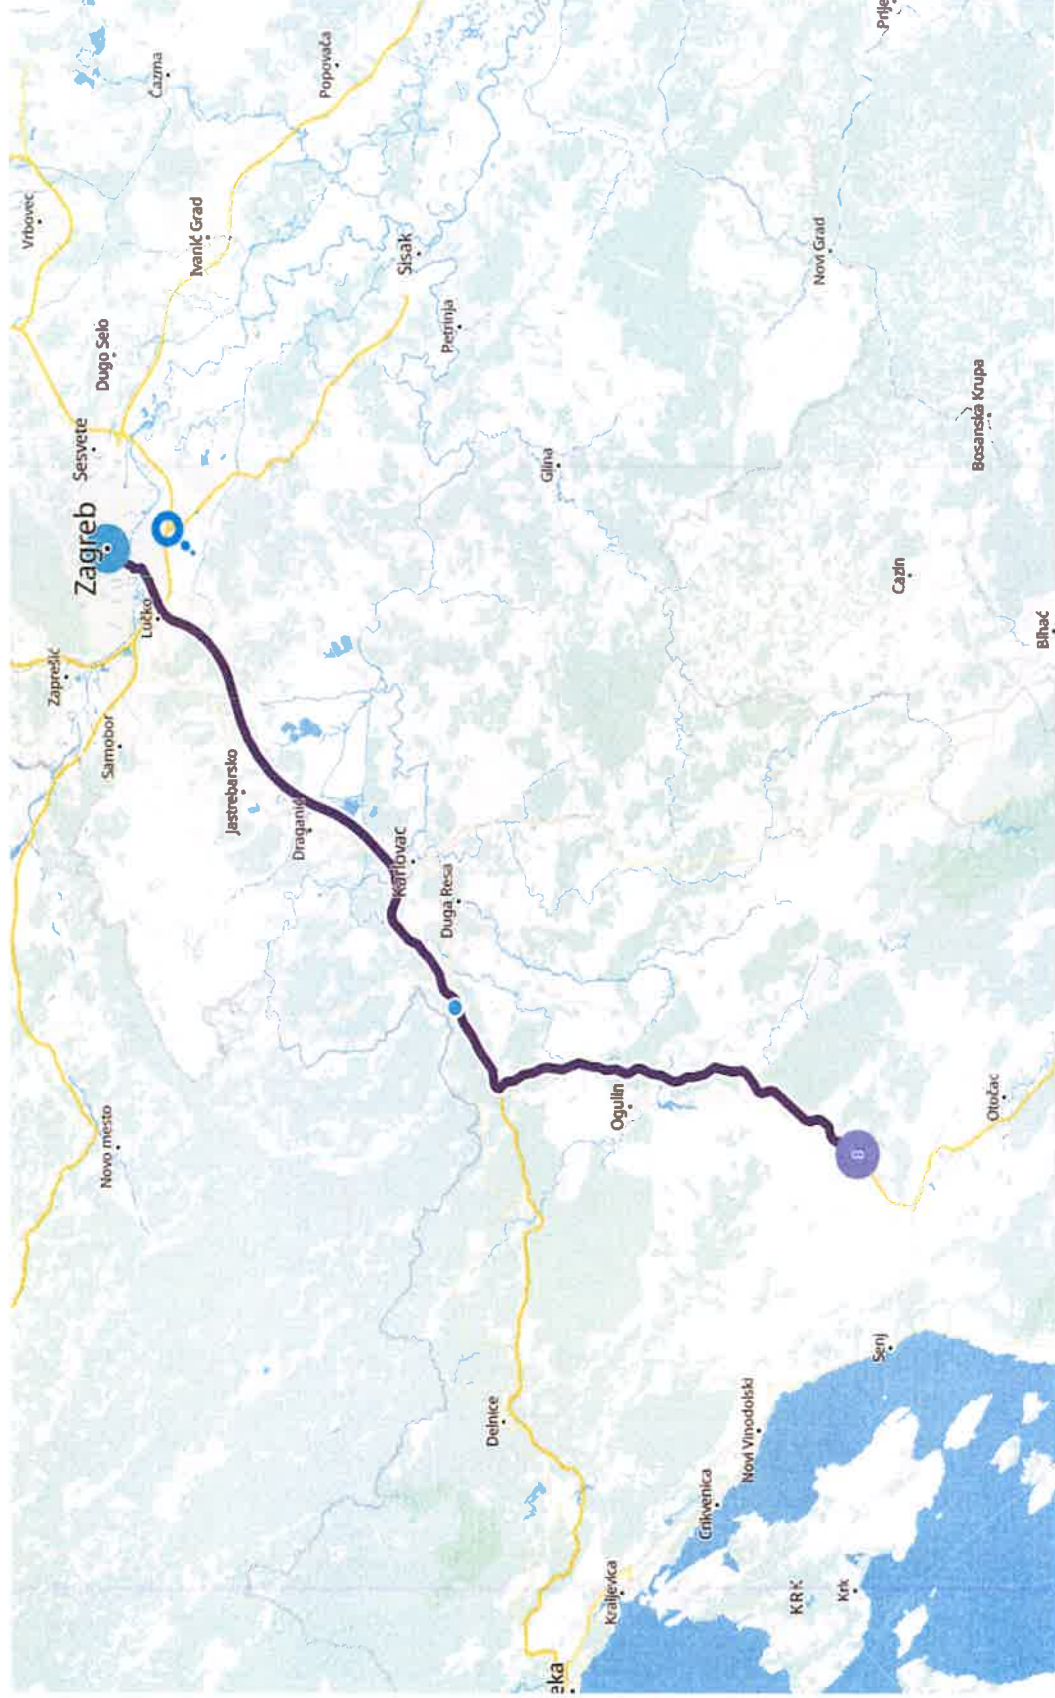 Vrbovec
Zaprešić
Sesvete
Zagreb
Dugo Selo
Novo mesto
Samobor
Lučko
Čazma
Ivanić Grad
Jastrebarsko
Draganić
Popovača
Karlovac
Sisak
Duga Resa
Petrinja
Delnice
Glina
eka
Kraljevica
Ogulin
Crikvenica
Novi Vinodolski
KRK
Novi Grad
Krk
B
Senj
Prije
Cazin
Bosanska Krupa
Otočac
Bihać